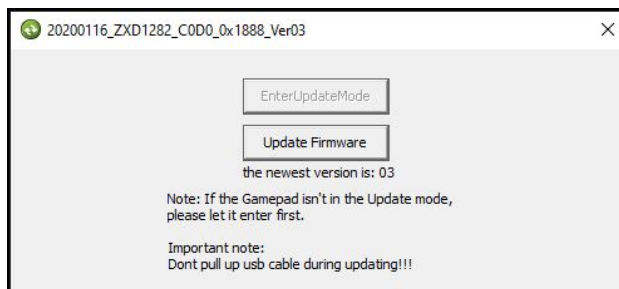 20200116_ZXD1282_C0D0_0x1888_Ver03
EnterUpdateMode
Update Firmware
the newest version is: 03
Note: If the Gamepad isn't in the Update mode,
please let it enter first.
Important note:
Dont pull up usb cable during updating!!!